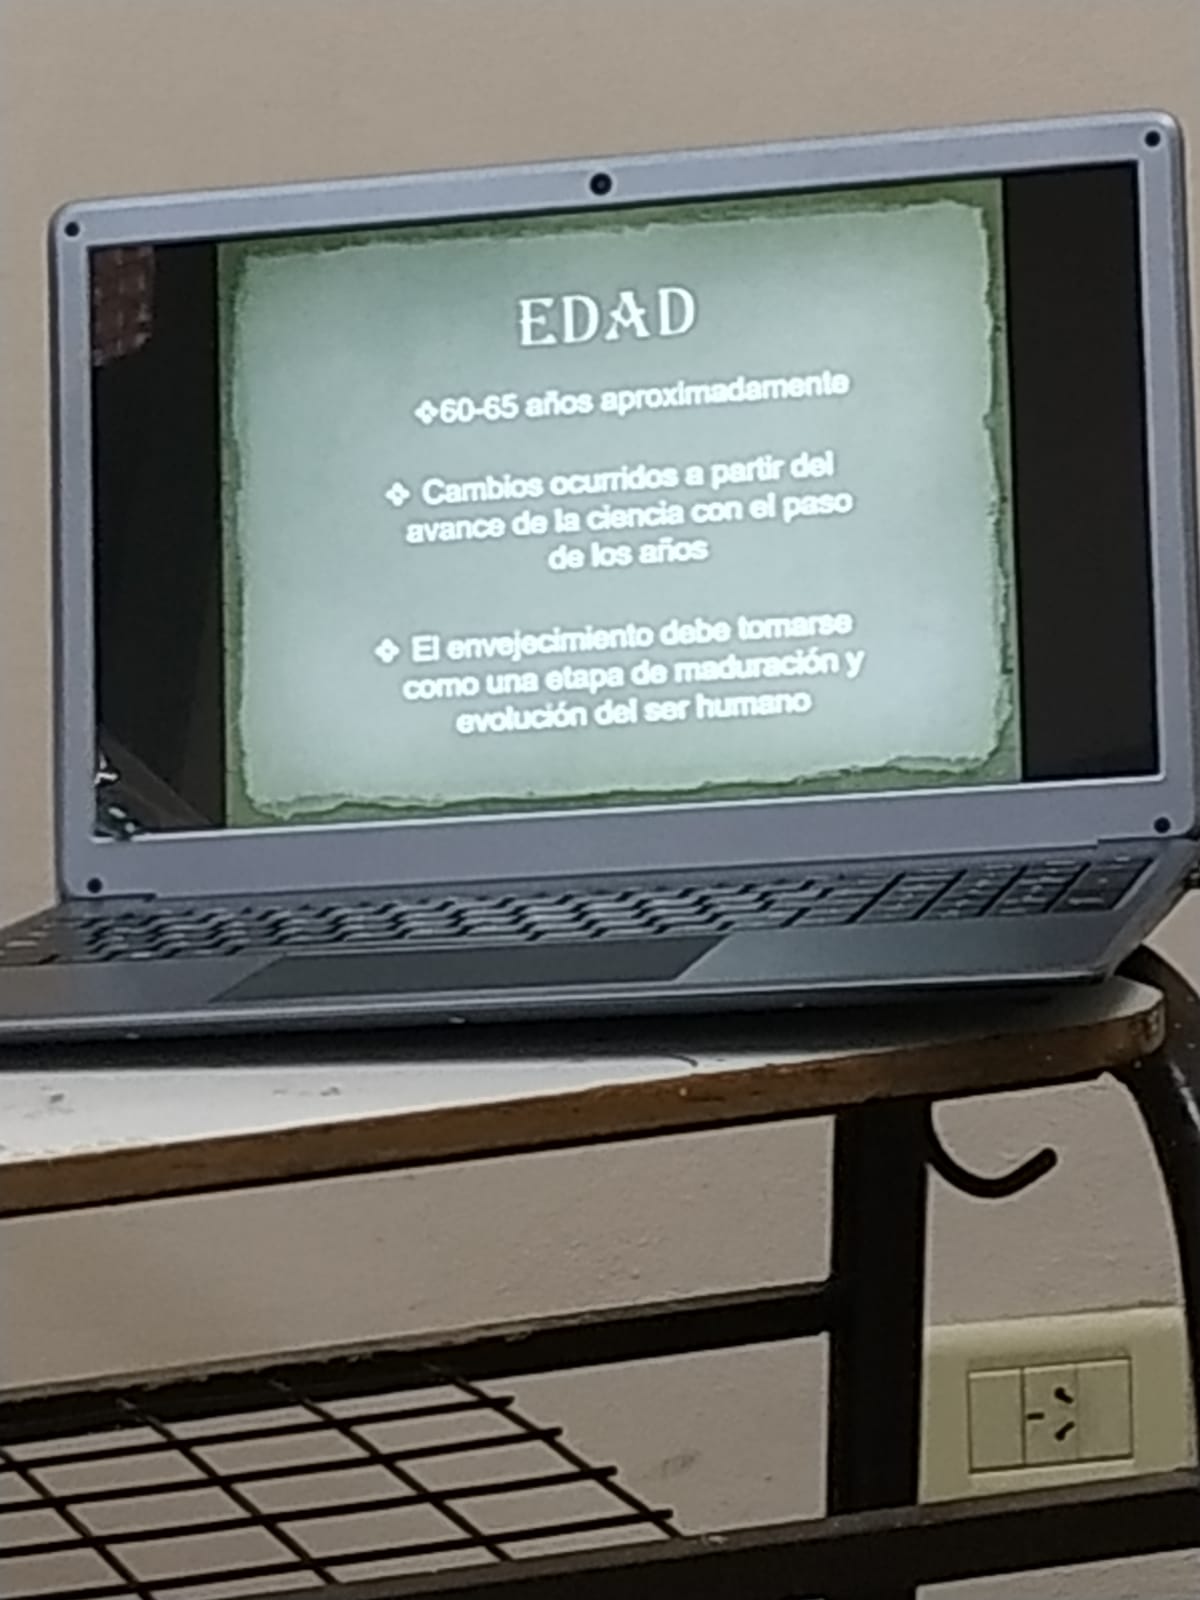 EDAD
❖60-65 años aproximadamente
❖ Cambios ocurridos a partir del
avance de la ciencia con el paso
de los años
❖ El envejecimiento debe tomarse
como una etapa de maduración y
evolución del ser humano